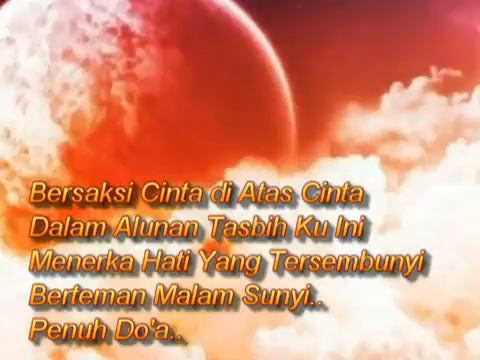 Bersaksi Cinta di Atas Cinta
Dalam Alunan Tasbih Ku Ini
Menerka Hati Yang Tersembunyi
Berteman Malam Sunyi..
Penuh Do'a..